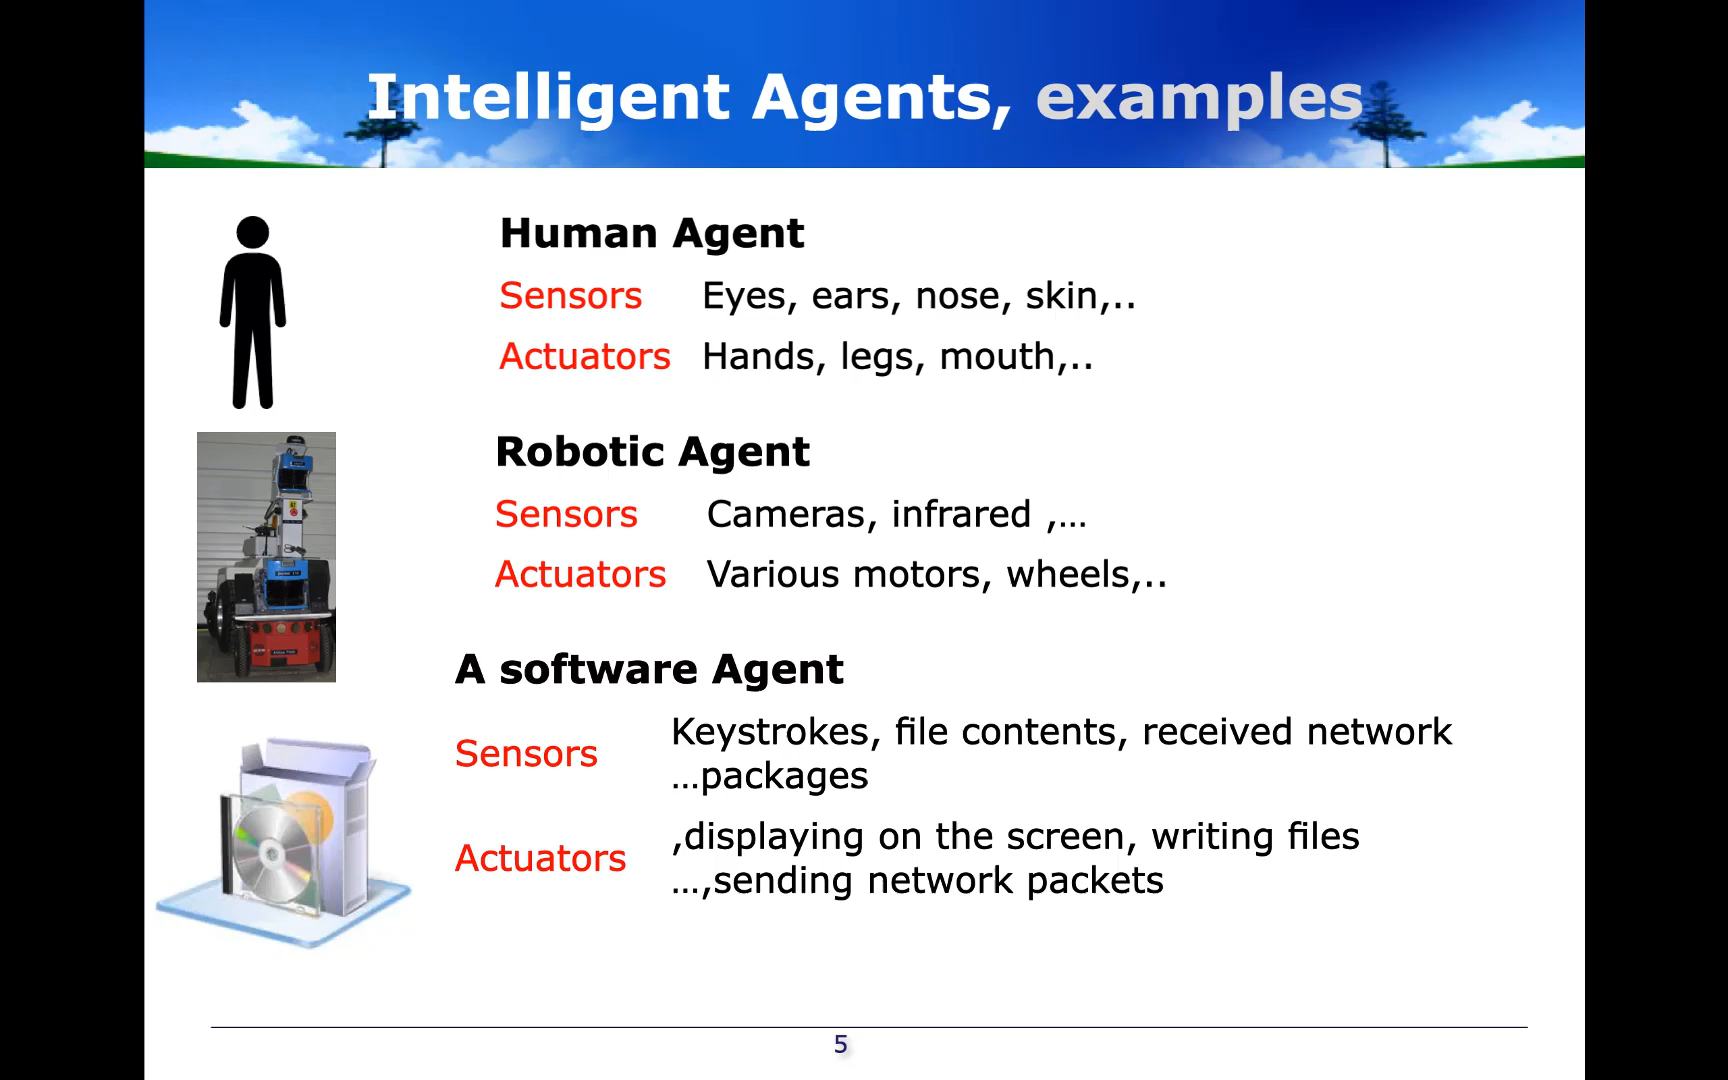 Intelligent Agents, examples
Human Agent
Sensors Eyes, ears, nose, skin,..
Actuators Hands, legs, mouth,..
Robotic Agent
Sensors Cameras, infrared ,...
Actuators Various motors, wheels,..
A software Agent
Sensors Keystrokes, file contents, received network
...packages
Actuators ,displaying on the screen, writing files
...,sending network packets
5